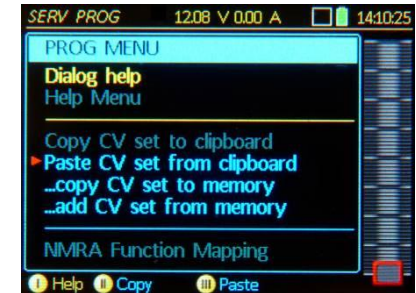 SERV PROG 12.08 V 0.00 A 14:10:25
PROG MENU
Dialog help
Help Menu
Copy CV set to clipboard
Paste CV set from clipboard
...copy CV set to memory
...add CV set from memory
NMRA Function Mapping
I Help II Copy III Paste